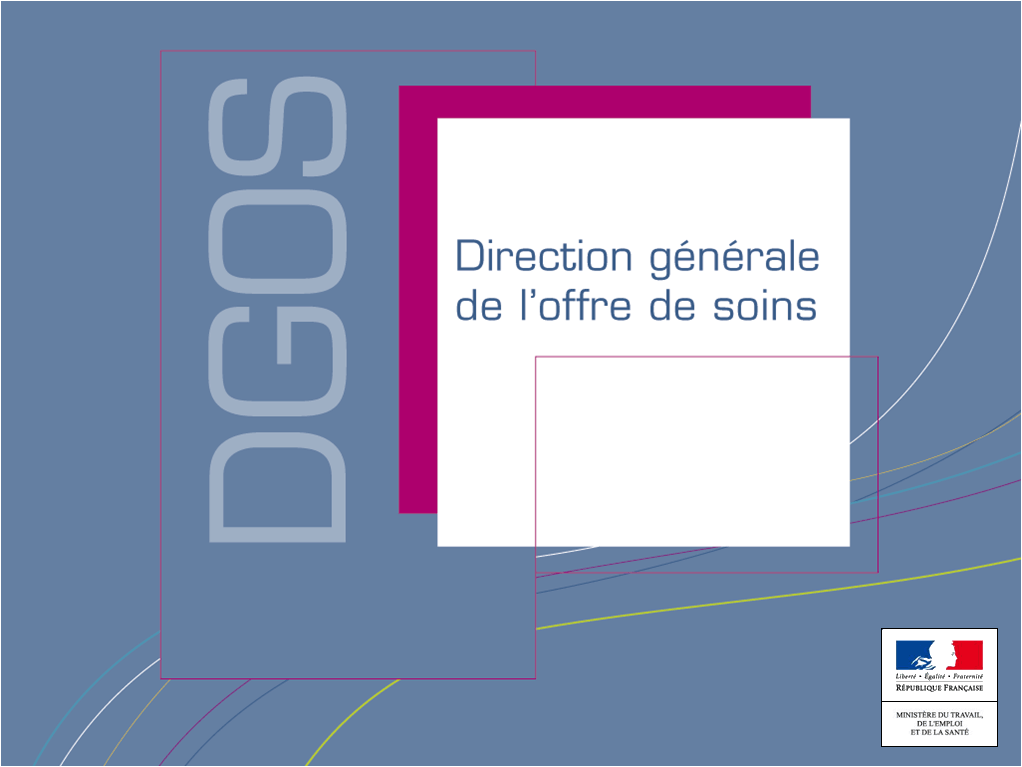 DGOS
Direction générale
de l'offre de soins
Liberté • Égalité • Fraternité
RÉPUBLIQUE FRANÇAISE
MINISTÈRE DU TRAVAIL,
DE L'EMPLOI
ET DE LA SANTÉ